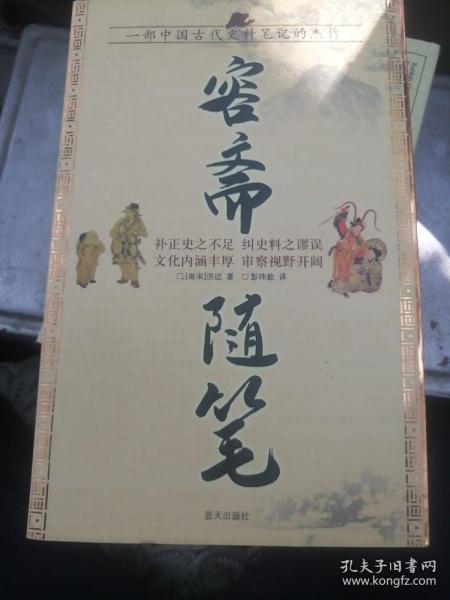 一部中国古代史料笔记的杰作
容斋
补正史之不足 纠史料之谬误
文化内涵丰厚 审察视野开阔
□[南宋]洪迈 著 □彭玮歆 译
随笔
蓝天出版社
孔夫子旧书网
www.kongfz.com